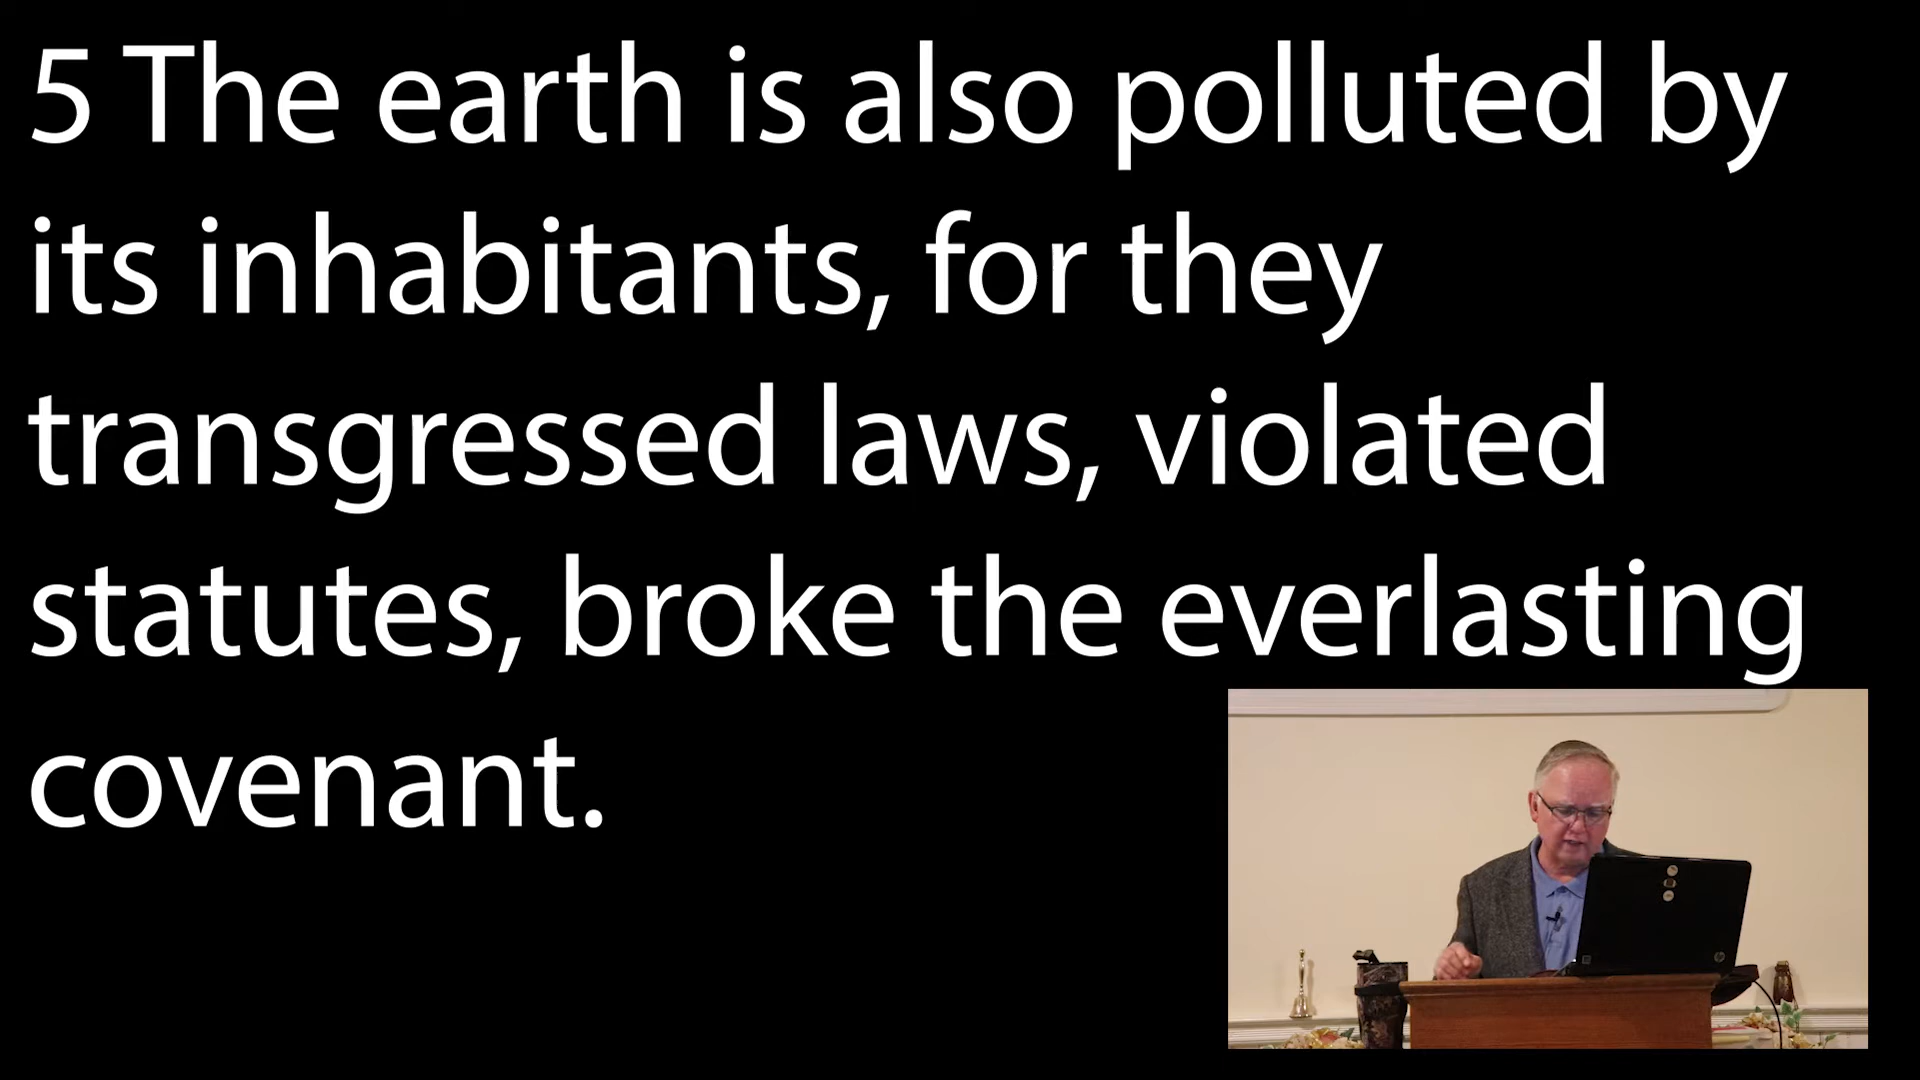 5 The earth is also polluted by
its inhabitants, for they
transgressed laws, violated
statutes, broke the everlasting
covenant.